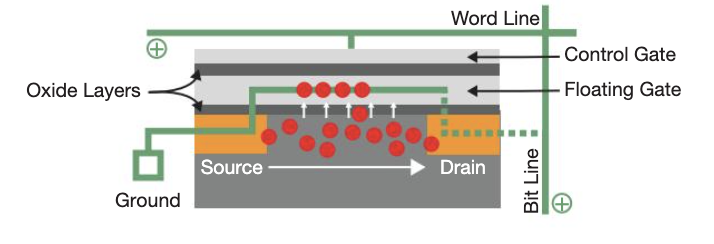 Word Line
Control Gate
Oxide Layers
Floating Gate
Source
Drain
Ground
Bit Line